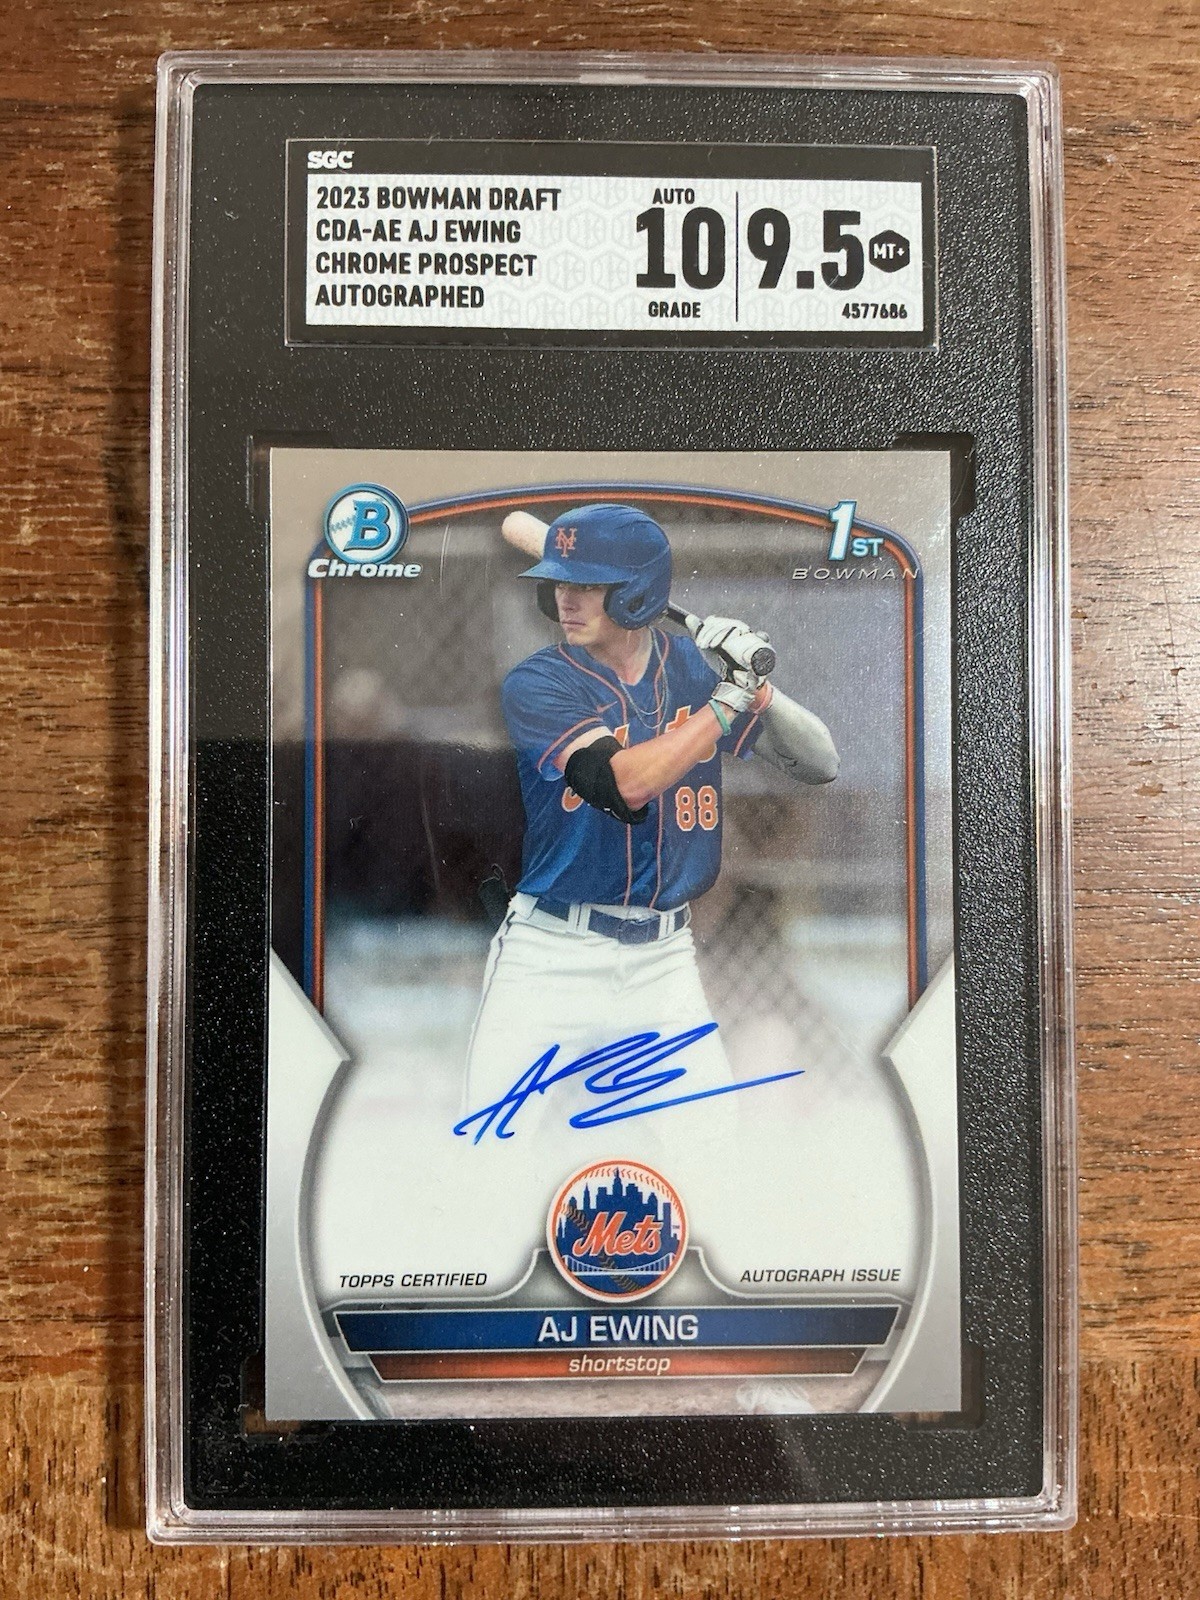 SGC
2023 BOWMAN DRAFT
CDA-AE AJ EWING
CHROME PROSPECT
AUTOGRAPHED
AUTO
10
GRADE
9.5
MT+
4577686
B
Chrome
1ST
BOWMAN
NY
88
Mets
TOPPS CERTIFIED
AUTOGRAPH ISSUE
AJ EWING
shortstop